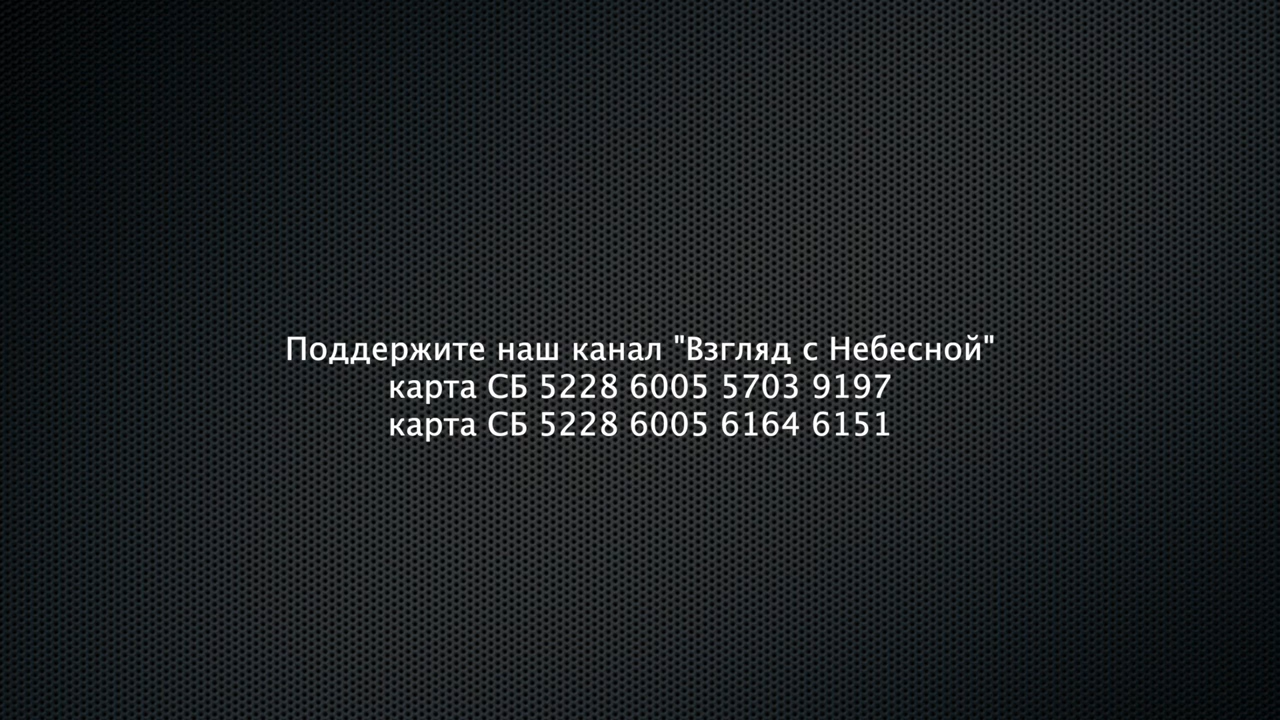 Поддержите наш канал "Взгляд с Небесной"
карта СБ 5228 6005 5703 9197
карта СБ 5228 6005 6164 6151